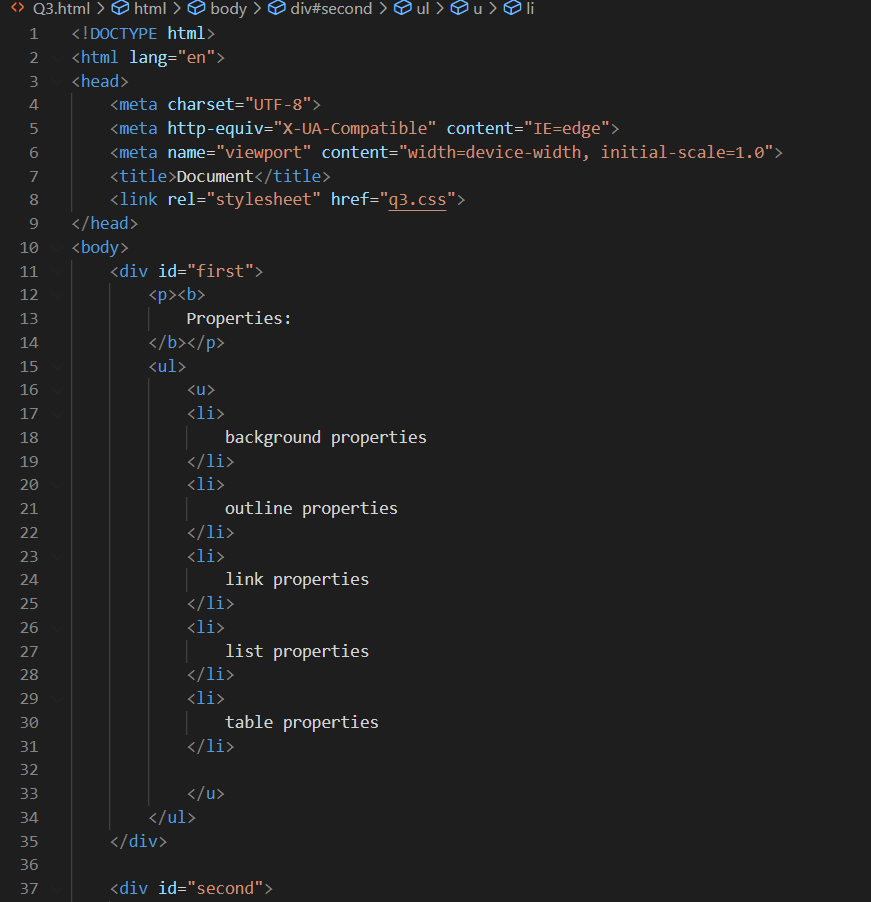 Q3.html > html > body > div#second > ul > u > li
1 <!DOCTYPE html>
2 <html lang="en">
3 <head>
4 <meta charset="UTF-8">
5 <meta http-equiv="X-UA-Compatible" content="IE=edge">
6 <meta name="viewport" content="width=device-width, initial-scale=1.0">
7 <title>Document</title>
8 <link rel="stylesheet" href="q3.css">
9 </head>
10 <body>
11 <div id="first">
12 <p><b>
13 Properties:
14 </b></p>
15 <ul>
16 <u>
17 <li>
18 background properties
19 </li>
20 <li>
21 outline properties
22 </li>
23 <li>
24 link properties
25 </li>
26 <li>
27 list properties
28 </li>
29 <li>
30 table properties
31 </li>
32
33 </u>
34 </ul>
35 </div>
36
37 <div id="second">